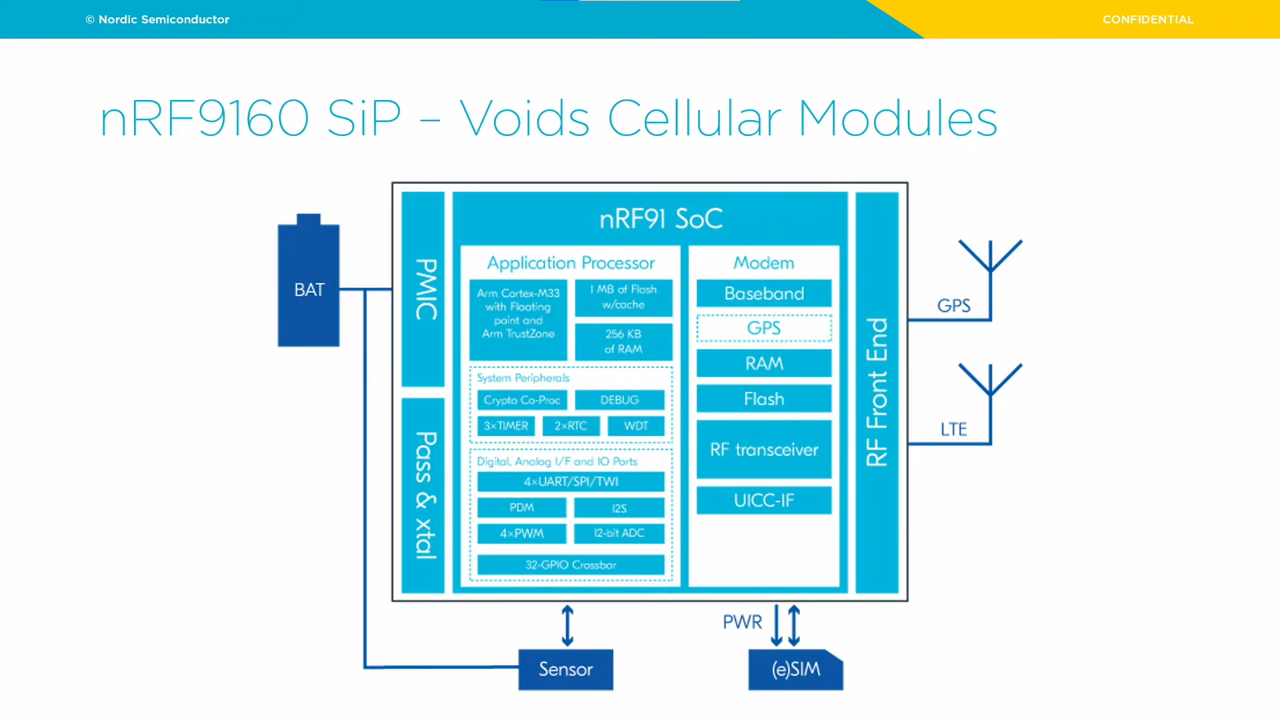 © Nordic Semiconductor
CONFIDENTIAL
nRF9160 SiP – Voids Cellular Modules
BAT
PMIC
Pass & xtal
nRF91 SoC
Application Processor
Arm Cortex-M33
with Floating
point and
Arm TrustZone
1 MB of Flash
w/cache
256 KB
of RAM
System Peripherals
Crypto Co-Proc
DEBUG
3×TIMER
2×RTC
WDT
Digital, Analog I/F and IO Ports
4×UART/SPI/TWI
PDM
I2S
4×PWM
12-bit ADC
32-GPIO Crossbar
Modem
Baseband
GPS
RAM
Flash
RF transceiver
UICC-IF
RF Front End
GPS
LTE
PWR
Sensor
(e)SIM